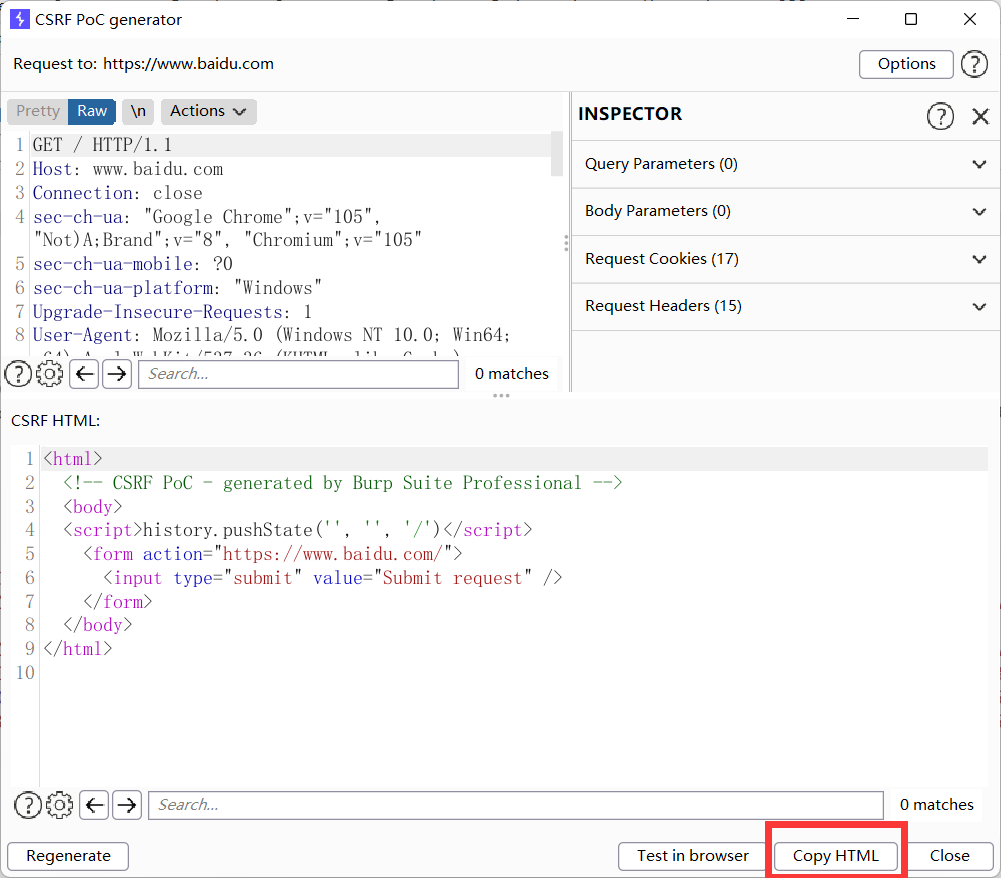 CSRF PoC generator
Request to: https://www.baidu.com
Options
Pretty Raw \n Actions
INSPECTOR
1 GET / HTTP/1.1
2 Host: www.baidu.com
3 Connection: close
4 sec-ch-ua: "Google Chrome";v="105",
"Not)A;Brand";v="8", "Chromium";v="105"
5 sec-ch-ua-mobile: ?0
6 sec-ch-ua-platform: "Windows"
7 Upgrade-Insecure-Requests: 1
8 User-Agent: Mozilla/5.0 (Windows NT 10.0; Win64;
Query Parameters (0)
Body Parameters (0)
Request Cookies (17)
Request Headers (15)
Search...
0 matches
CSRF HTML:
1 <html>
2 <!-- CSRF PoC - generated by Burp Suite Professional -->
3 <body>
4 <script>history.pushState('', '', '/')</script>
5 <form action="https://www.baidu.com/">
6 <input type="submit" value="Submit request" />
7 </form>
8 </body>
9 </html>
10
Search...
0 matches
Regenerate
Test in browser
Copy HTML
Close